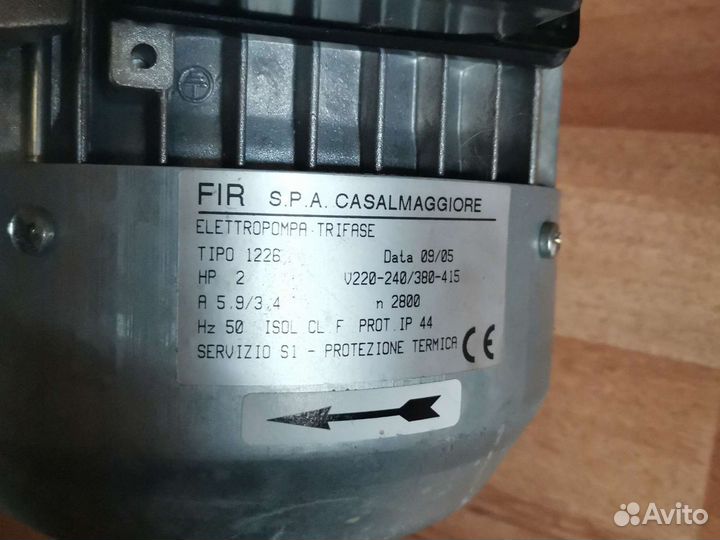 FIR S.P.A. CASALMAGGIORE
ELETTROPOMPA TRIFASE
TIPO 1226 Data 09/05
HP 2 V220-240/380-415
A 5.9/3.4 n 2800
Hz 50 ISOL CL F PROT.IP 44
SERVIZIO S1 - PROTEZIONE TERMICA CE
Avito